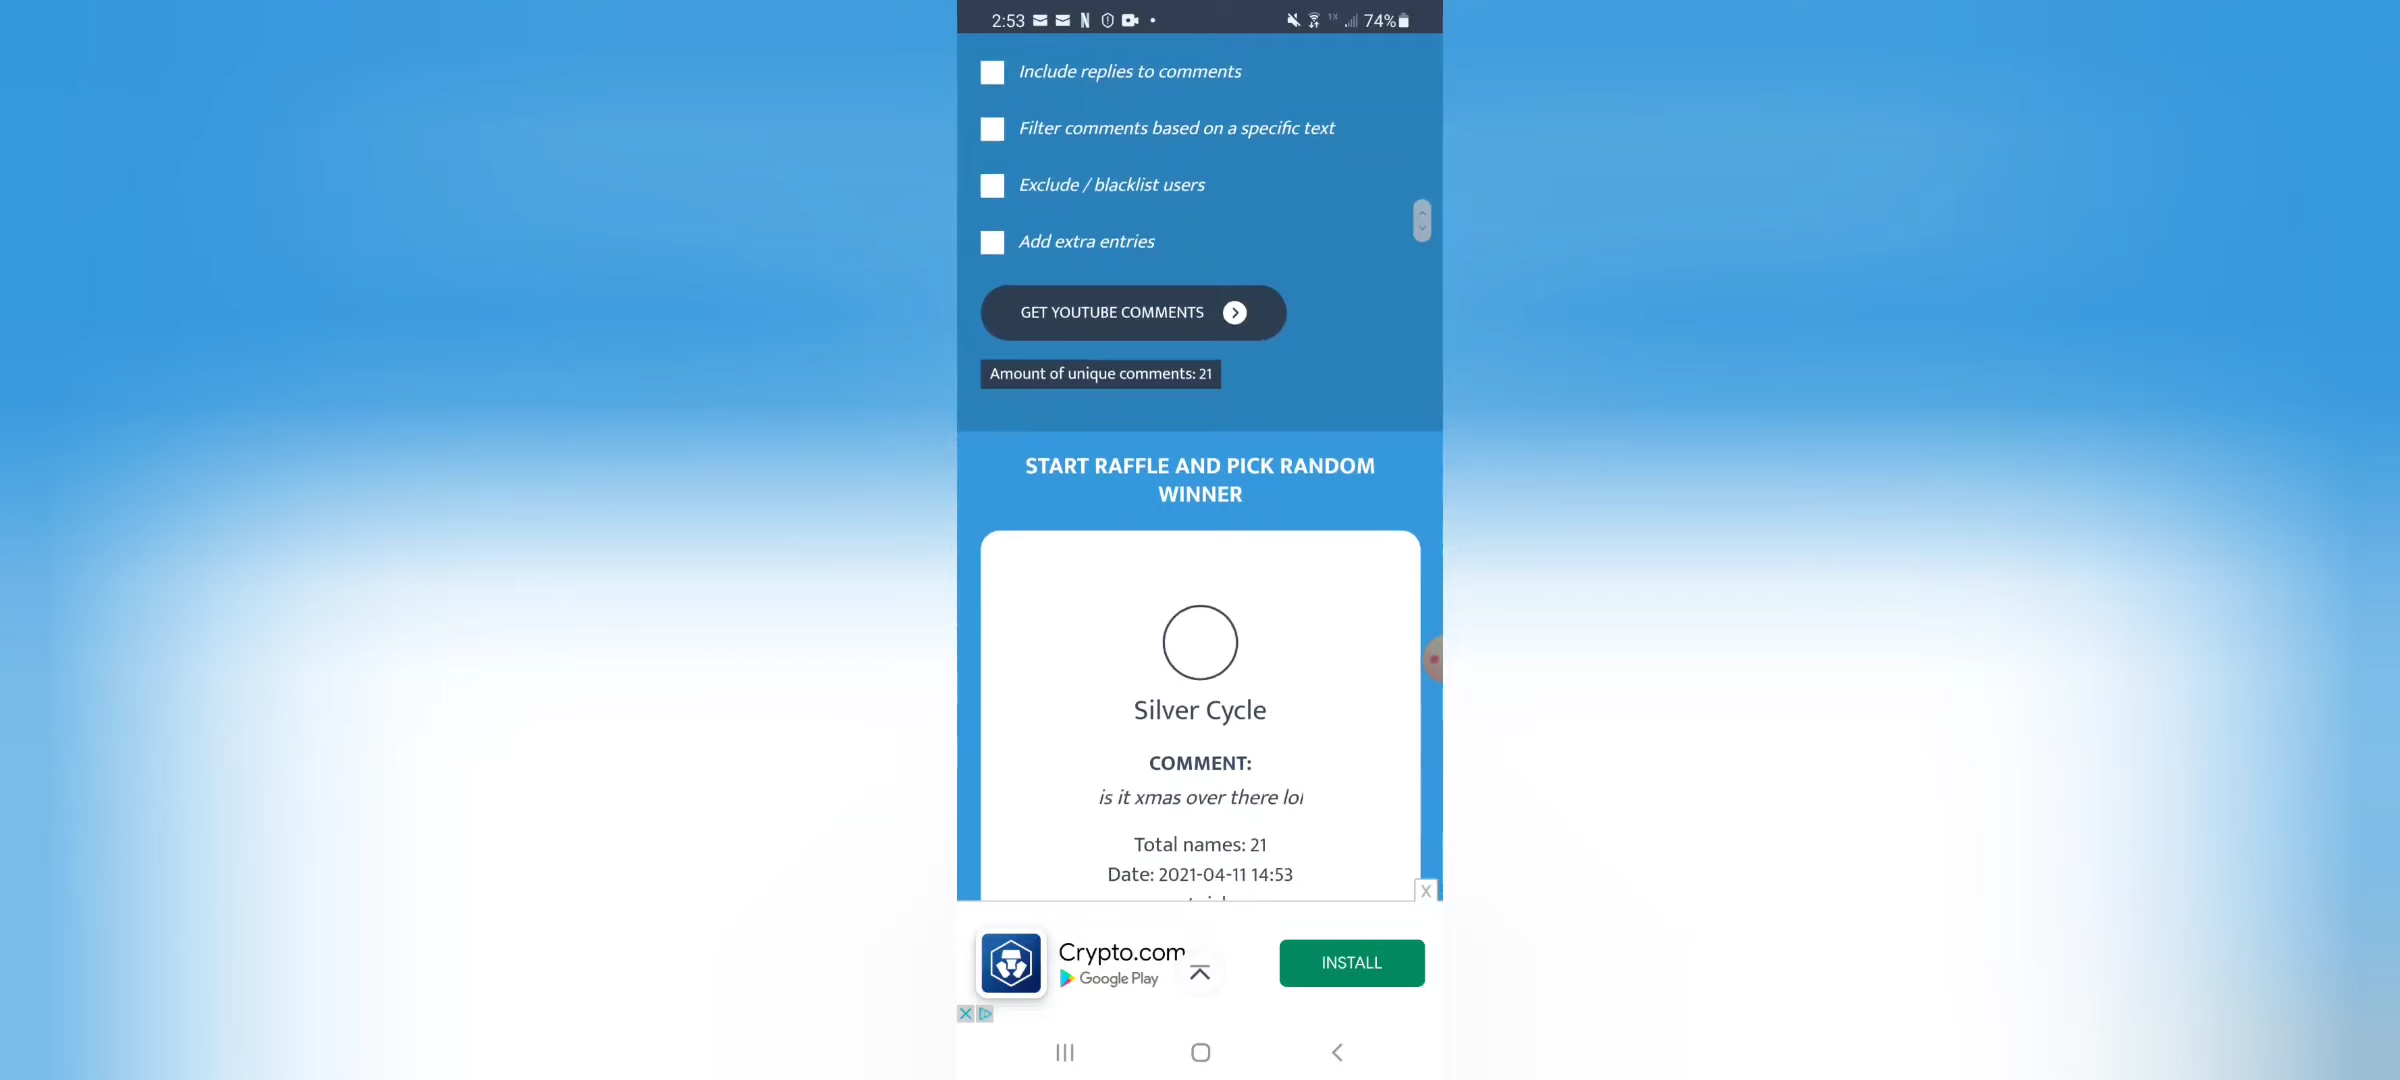 2:53
1X
74%
Include replies to comments
Filter comments based on a specific text
Exclude / blacklist users
Add extra entries
GET YOUTUBE COMMENTS
Amount of unique comments: 21
START RAFFLE AND PICK RANDOM
WINNER
Silver Cycle
COMMENT:
is it xmas over there lol
Total names: 21
Date: 2021-04-11 14:53
X
Crypto.com
Google Play
INSTALL